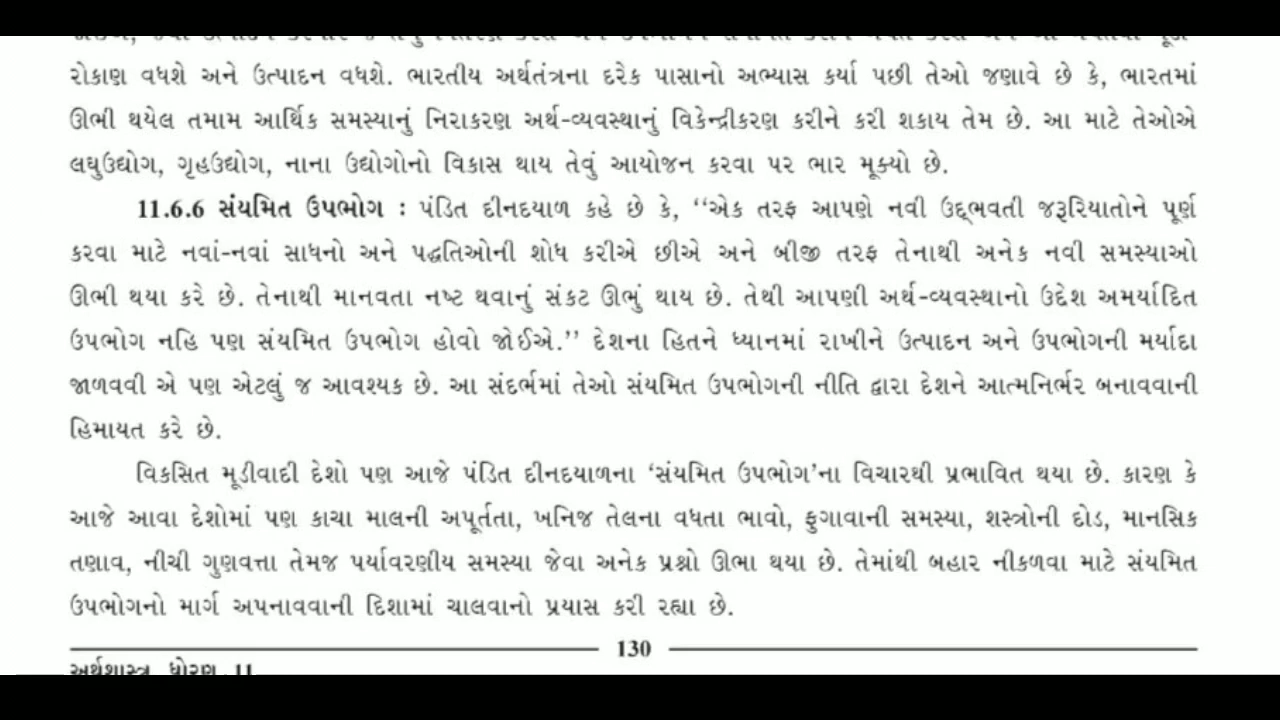 રોકાણ વધશે અને ઉત્પાદન વધશે. ભારતીય અર્થતંત્રના દરેક પાસાનો અભ્યાસ કર્યા પછી તેઓ જણાવે છે કે, ભારતમાં
ઊભી થયેલ તમામ આર્થિક સમસ્યાનું નિરાકરણ અર્થ-વ્યવસ્થાનું વિકેન્દ્રીકરણ કરીને કરી શકાય તેમ છે. આ માટે તેઓએ
લઘુઉદ્યોગ, ગૃહઉદ્યોગ, નાના ઉદ્યોગોનો વિકાસ થાય તેવું આયોજન કરવા પર ભાર મૂક્યો છે.
11.6.6 સંયમિત ઉપભોગ : પંડિત દીનદયાળ કહે છે કે, ‘‘એક તરફ આપણે નવી ઉદ્ભવતી જરૂરિયાતોને પૂર્ણ
કરવા માટે નવાં-નવાં સાધનો અને પદ્ધતિઓની શોધ કરીએ છીએ અને બીજી તરફ તેનાથી અનેક નવી સમસ્યાઓ
ઊભી થયા કરે છે. તેનાથી માનવતા નષ્ટ થવાનું સંકટ ઊભું થાય છે. તેથી આપણી અર્થ-વ્યવસ્થાનો ઉદેશ અમર્યાદિત
ઉપભોગ નહિ પણ સંયમિત ઉપભોગ હોવો જોઈએ.’’ દેશના હિતને ધ્યાનમાં રાખીને ઉત્પાદન અને ઉપભોગની મર્યાદા
જાળવવી એ પણ એટલું જ આવશ્યક છે. આ સંદર્ભમાં તેઓ સંયમિત ઉપભોગની નીતિ દ્વારા દેશને આત્મનિર્ભર બનાવવાની
હિમાયત કરે છે.
વિકસિત મૂડીવાદી દેશો પણ આજે પંડિત દીનદયાળના ‘સંયમિત ઉપભોગ’ના વિચારથી પ્રભાવિત થયા છે. કારણ કે
આજે આવા દેશોમાં પણ કાચા માલની અપૂર્તતા, ખનિજ તેલના વધતા ભાવો, ફુગાવાની સમસ્યા, શસ્ત્રોની દોડ, માનસિક
તણાવ, નીચી ગુણવત્તા તેમજ પર્યાવરણીય સમસ્યા જેવા અનેક પ્રશ્નો ઊભા થયા છે. તેમાંથી બહાર નીકળવા માટે સંયમિત
ઉપભોગનો માર્ગ અપનાવવાની દિશામાં ચાલવાનો પ્રયાસ કરી રહ્યા છે.
130
અર્થશાસ્ત્ર, ધોરણ 11